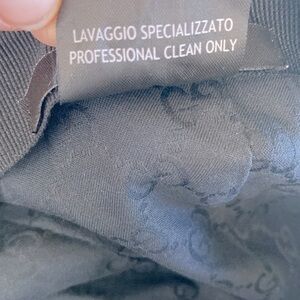 LAVAGGIO SPECIALIZZATO
PROFESSIONAL CLEAN ONLY